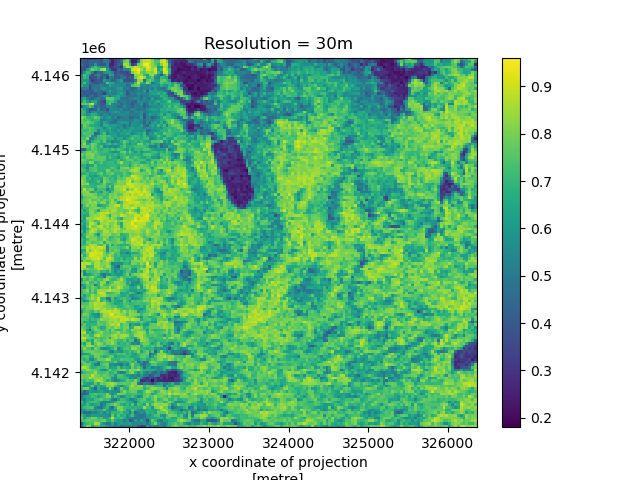 Resolution = 30m
1e6
4.146
4.145
4.144
4.143
4.142
y coordinate of projection
[metre]
322000 323000 324000 325000 326000
x coordinate of projection
[metre]
0.9
0.8
0.7
0.6
0.5
0.4
0.3
0.2